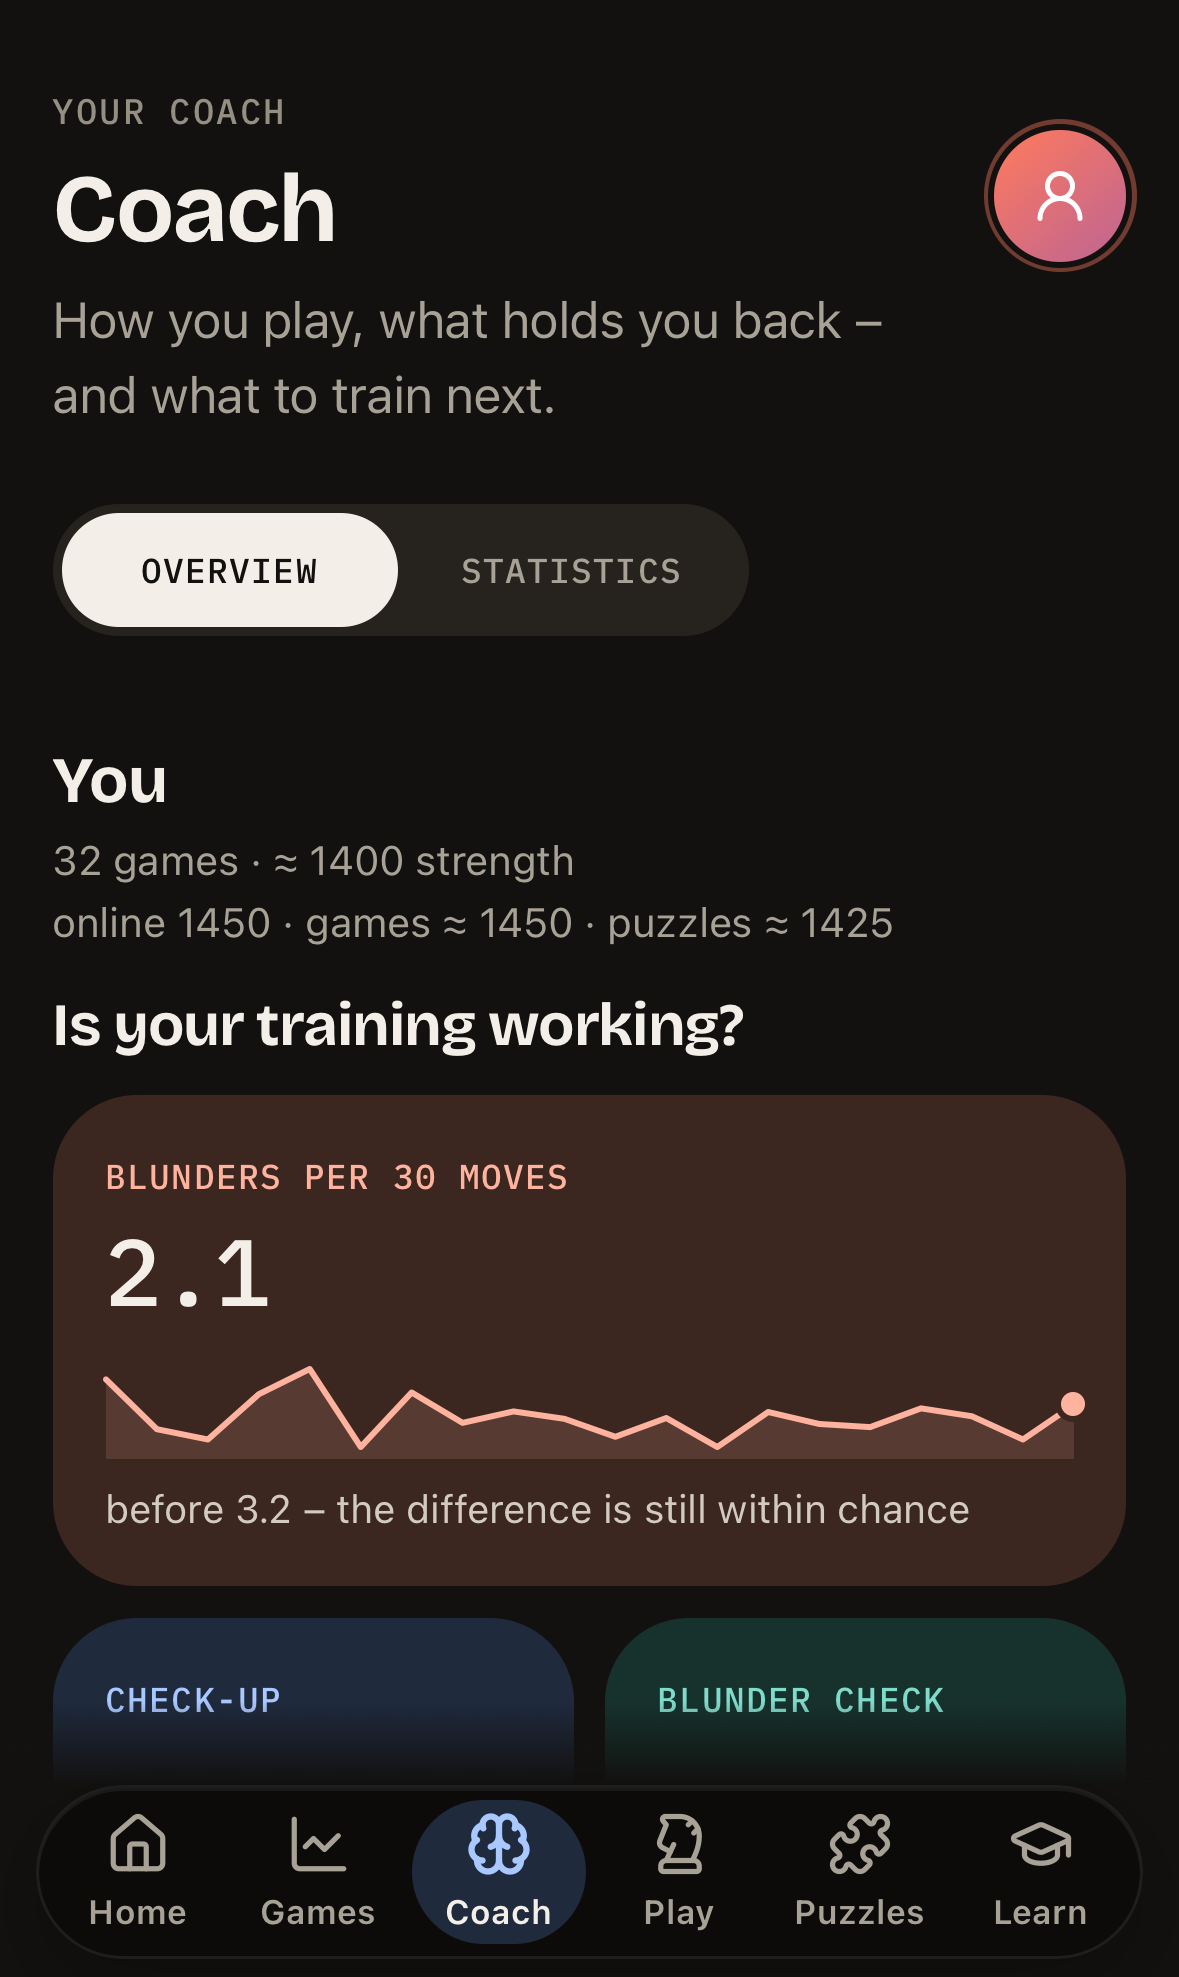 YOUR COACH
Coach
How you play, what holds you back –
and what to train next.
OVERVIEW
STATISTICS
You
32 games · ≈ 1400 strength
online 1450 · games ≈ 1450 · puzzles ≈ 1425
Is your training working?
BLUNDERS PER 30 MOVES
2.1
before 3.2 – the difference is still within chance
CHECK-UP
BLUNDER CHECK
Home
Games
Coach
Play
Puzzles
Learn